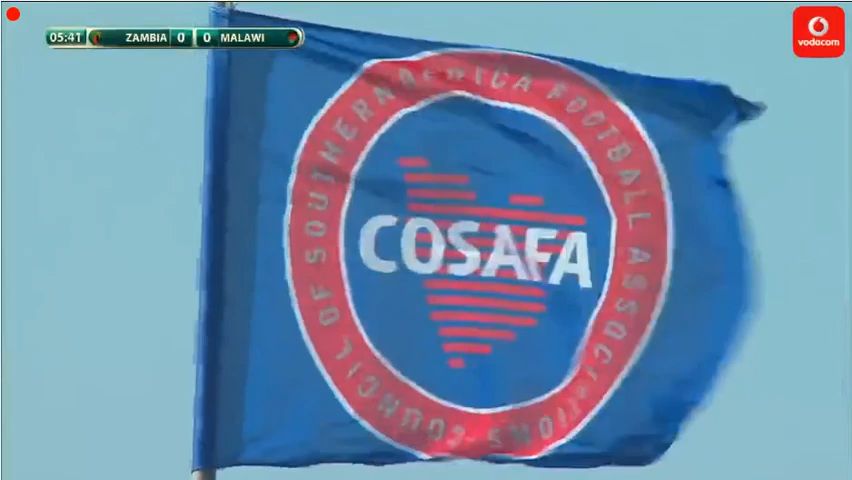 05:41 ZAMBIA 0 0 MALAWI
vodacom
COUNCIL OF SOUTHERN AFRICA FOOTBALL ASSOCIATIONS
COSAFA